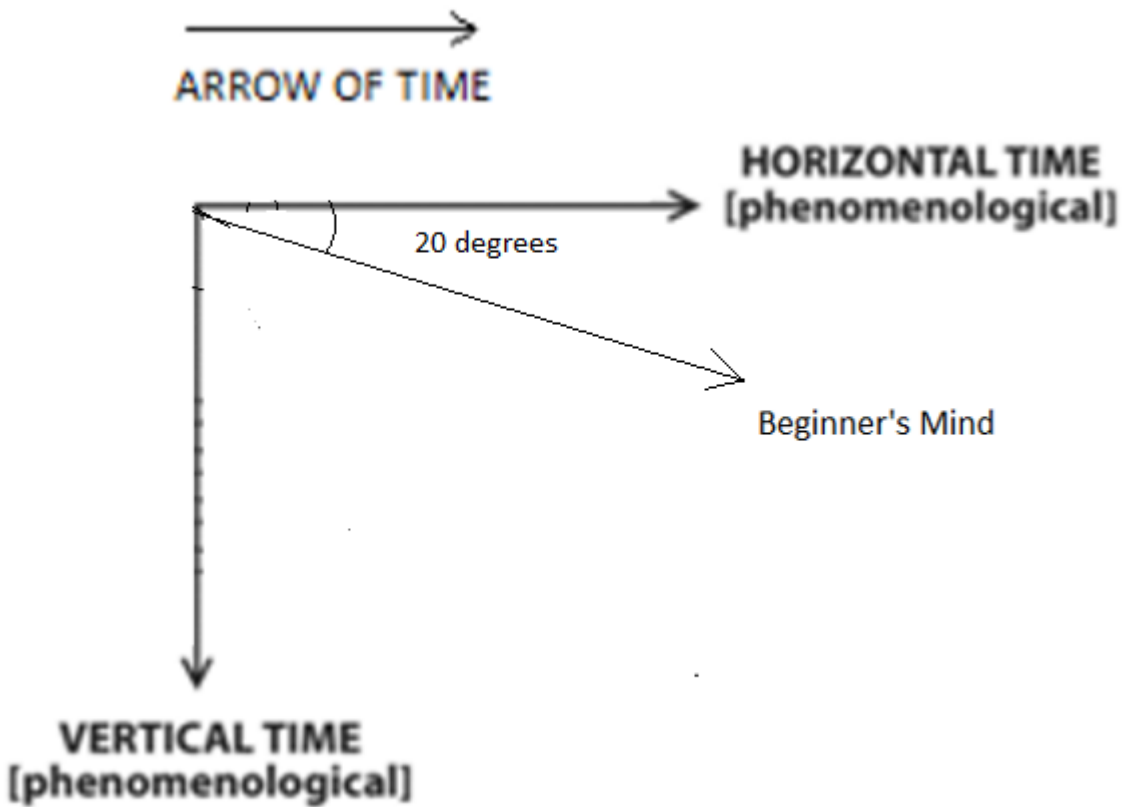 ARROW OF TIME
HORIZONTAL TIME
[phenomenological]
20 degrees
Beginner's Mind
VERTICAL TIME
[phenomenological]